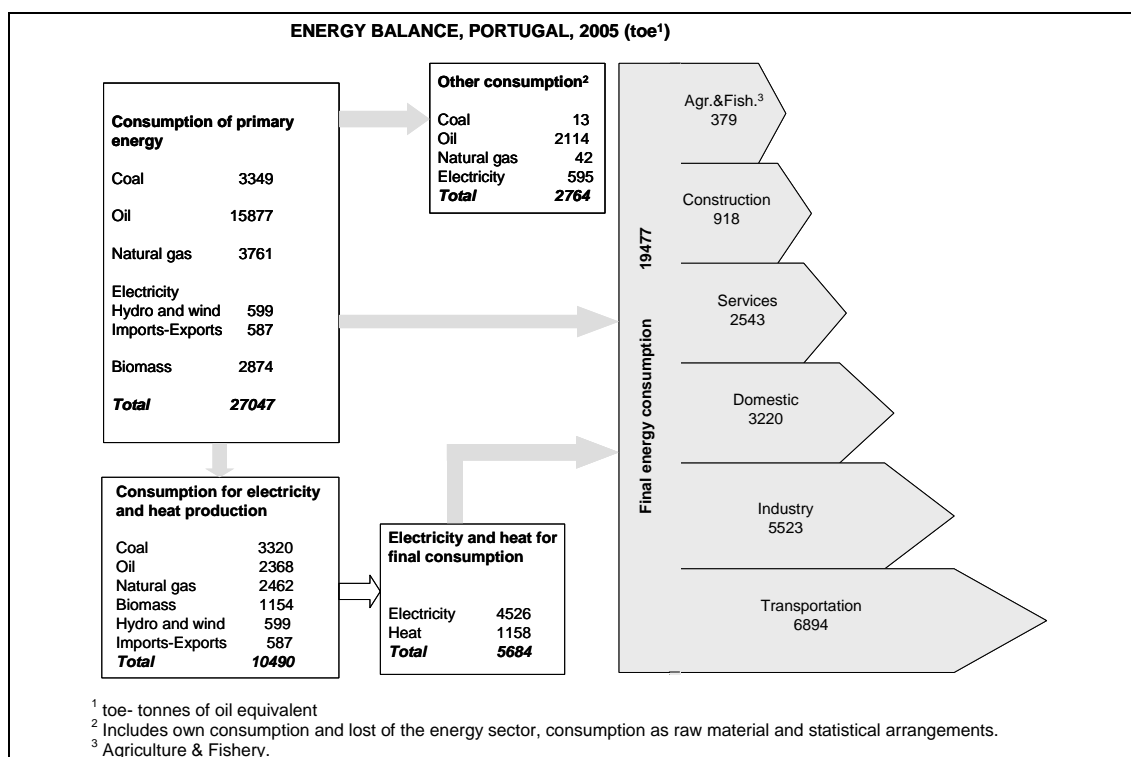 ENERGY BALANCE, PORTUGAL, 2005 (toe¹)
Consumption of primary
energy
Coal 3349
Oil 15877
Natural gas 3761
Electricity
Hydro and wind 599
Imports-Exports 587
Biomass 2874
Total 27047
Other consumption²
Coal 13
Oil 2114
Natural gas 42
Electricity 595
Total 2764
Consumption for electricity
and heat production
Coal 3320
Oil 2368
Natural gas 2462
Biomass 1154
Hydro and wind 599
Imports-Exports 587
Total 10490
Electricity and heat for
final consumption
Electricity 4526
Heat 1158
Total 5684
Final energy consumption 19477
Agr.&Fish.³
379
Construction
918
Services
2543
Domestic
3220
Industry
5523
Transportation
6894
¹ toe- tonnes of oil equivalent
² Includes own consumption and lost of the energy sector, consumption as raw material and statistical arrangements.
³ Agriculture & Fishery.